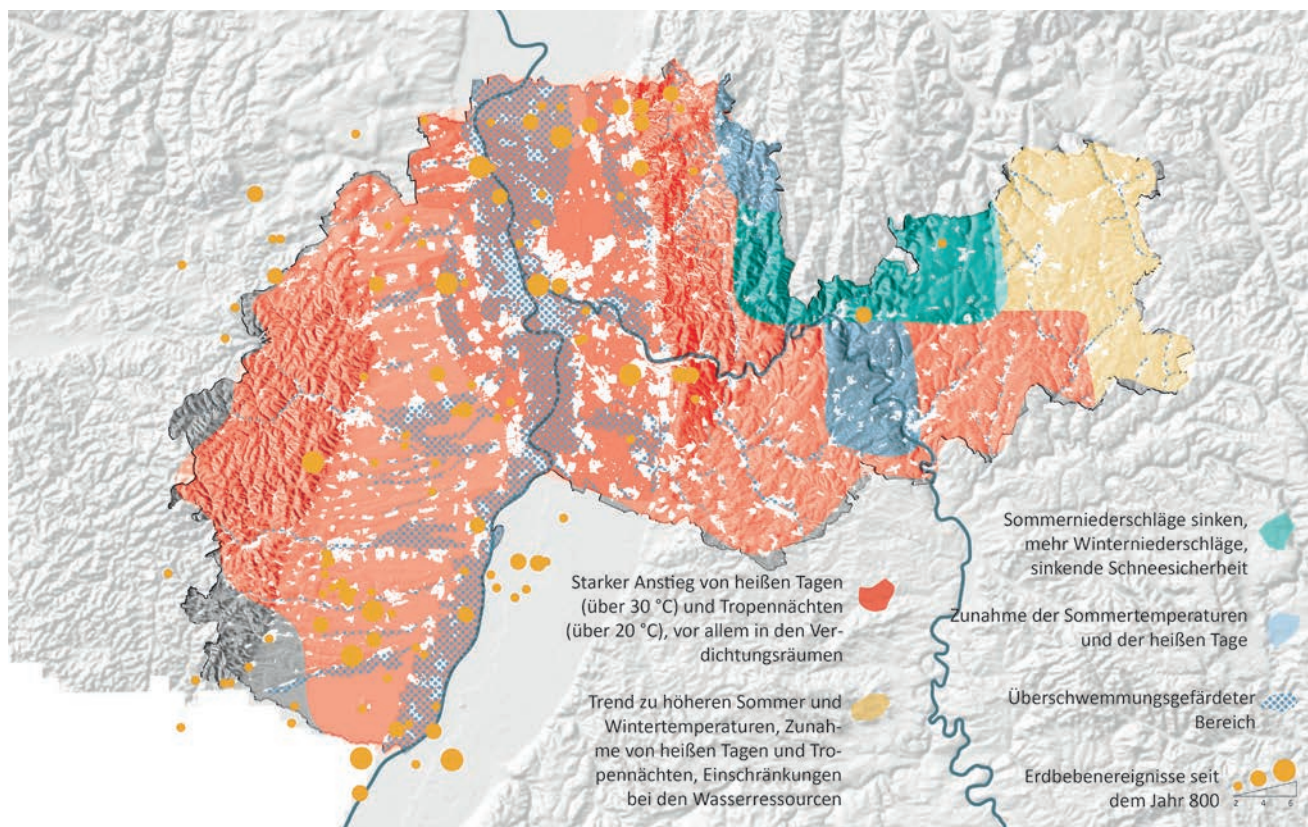 Starker Anstieg von heißen Tagen
(über 30 °C) und Tropennächten
(über 20 °C), vor allem in den Ver-
dichtungsräumen
Trend zu höheren Sommer und
Wintertemperaturen, Zunah-
me von heißen Tagen und Tro-
pennächten, Einschränkungen
bei den Wasserressourcen
Sommerniederschläge sinken,
mehr Winterniederschläge,
sinkende Schneesicherheit
Zunahme der Sommertemperaturen
und der heißen Tage
Überschwemmungsgefärdeter
Bereich
Erdbebenereignisse seit
dem Jahr 800
2 4 6